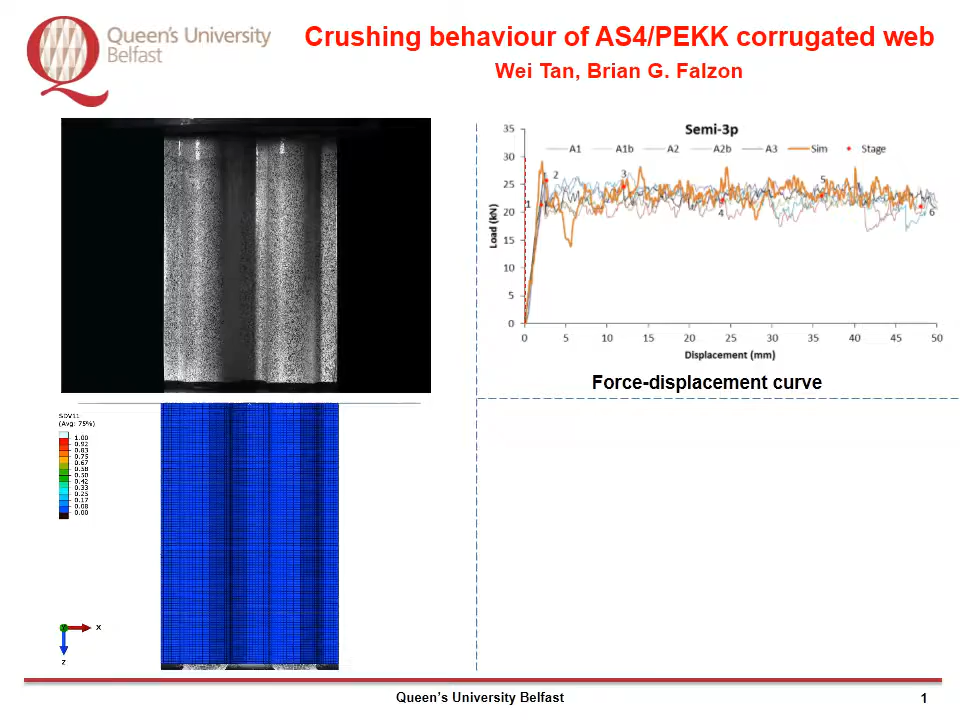 Queen's University
Belfast
Crushing behaviour of AS4/PEKK corrugated web
Wei Tan, Brian G. Falzon
Semi-3p
A1 A1b A2 A2b A3 Sim Stage
35
30
25
20
15
10
5
0
1 2 3 4 5 6
Load (kN)
0 5 10 15 20 25 30 35 40 45 50
Displacement (mm)
Force-displacement curve
SDV11
(Avg: 75%)
1.00
0.92
0.83
0.75
0.67
0.58
0.50
0.42
0.33
0.25
0.17
0.08
0.00
Y X
Z
Queen's University Belfast
1